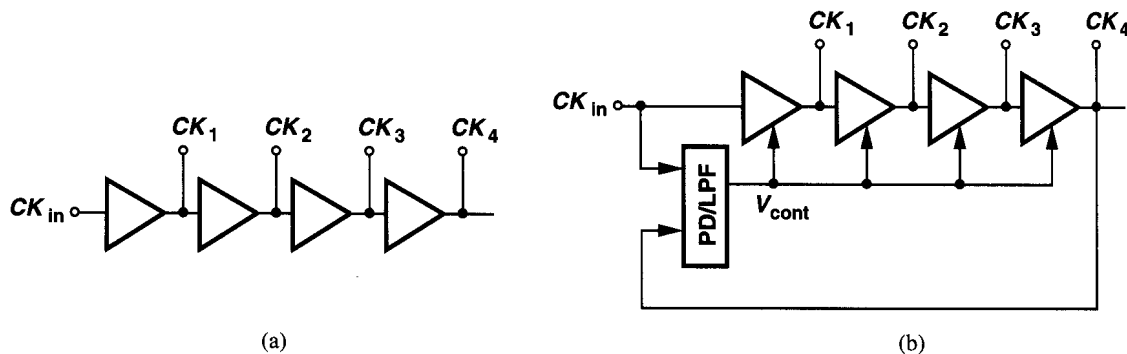 CK1 CK2 CK3 CK4
CKin
(a)
CK1 CK2 CK3 CK4
CKin
PD/LPF
Vcont
(b)